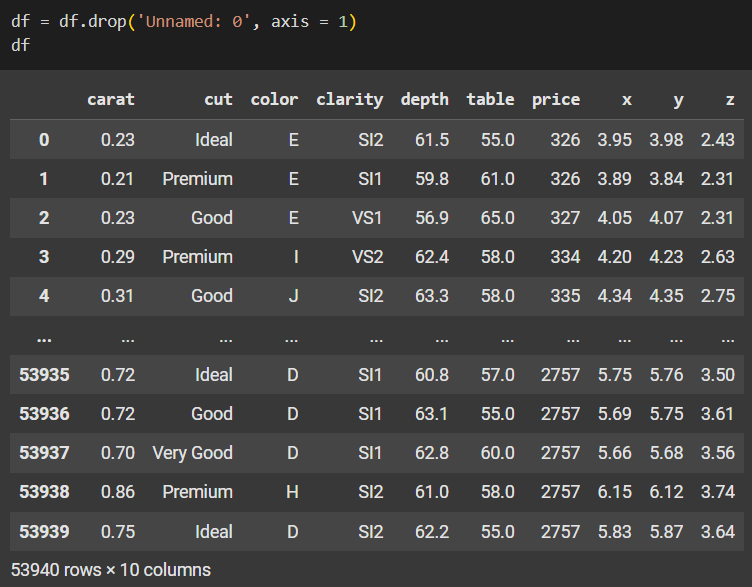 df = df.drop('Unnamed: 0', axis = 1)
df
carat cut color clarity depth table price x y z
0 0.23 Ideal E SI2 61.5 55.0 326 3.95 3.98 2.43
1 0.21 Premium E SI1 59.8 61.0 326 3.89 3.84 2.31
2 0.23 Good E VS1 56.9 65.0 327 4.05 4.07 2.31
3 0.29 Premium I VS2 62.4 58.0 334 4.20 4.23 2.63
4 0.31 Good J SI2 63.3 58.0 335 4.34 4.35 2.75
... ... ... ... ... ... ... ... ... ... ...
53935 0.72 Ideal D SI1 60.8 57.0 2757 5.75 5.76 3.50
53936 0.72 Good D SI1 63.1 55.0 2757 5.69 5.75 3.61
53937 0.70 Very Good D SI1 62.8 60.0 2757 5.66 5.68 3.56
53938 0.86 Premium H SI2 61.0 58.0 2757 6.15 6.12 3.74
53939 0.75 Ideal D SI2 62.2 55.0 2757 5.83 5.87 3.64
53940 rows × 10 columns